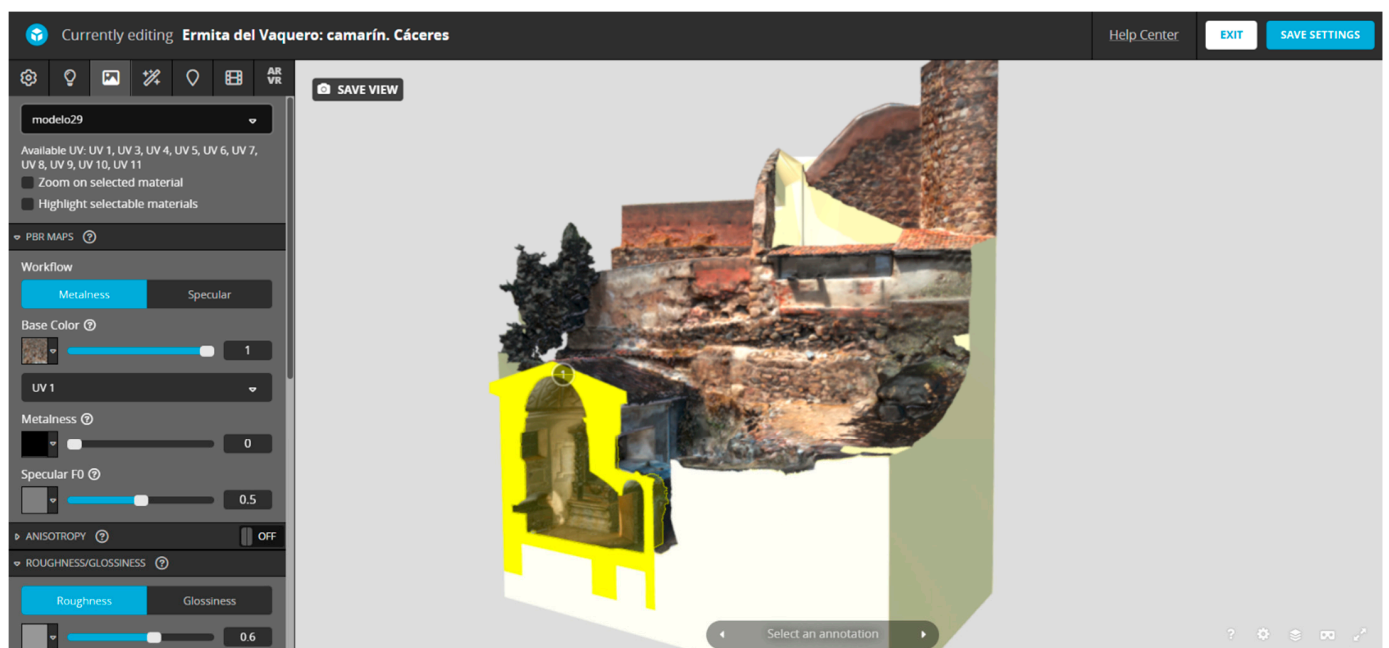 Currently editing Ermita del Vaquero: camarín. Cáceres
Help Center
EXIT
SAVE SETTINGS
AR
VR
SAVE VIEW
modelo29
Available UV: UV 1, UV 3, UV 4, UV 5, UV 6, UV 7,
UV 8, UV 9, UV 10, UV 11
Zoom on selected material
Highlight selectable materials
PBR MAPS ?
Workflow
Metalness Specular
Base Color ?
1
UV 1
Metalness ?
0
Specular F0 ?
0.5
ANISOTROPY ? OFF
ROUGHNESS/GLOSSINESS ?
Roughness Glossiness
0.6
1
Select an annotation
?